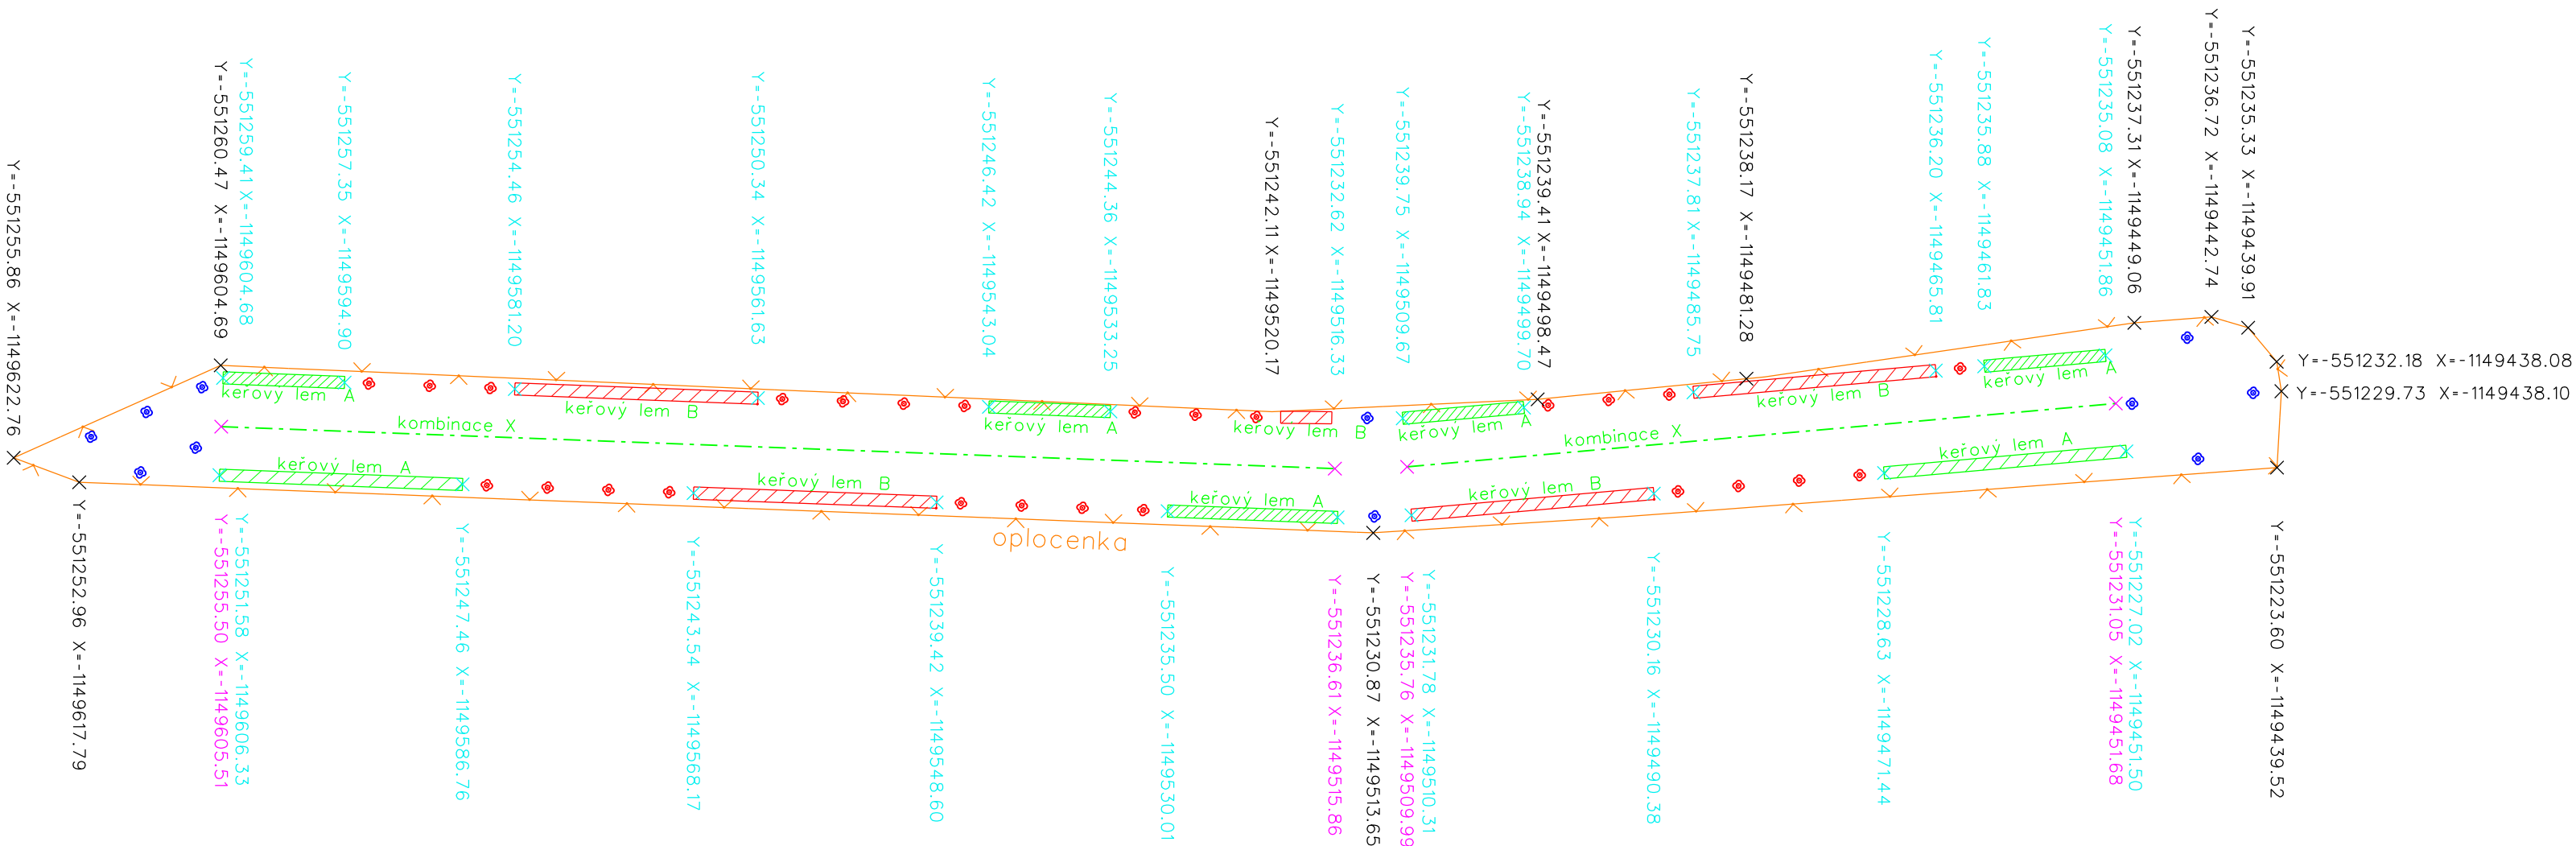 Y=-551255.86 X=-1149622.76
Y=-551260.47 X=-1149604.69
Y=-551259.41 X=-1149604.68
Y=-551257.35 X=-1149594.90
Y=-551254.46 X=-1149581.20
Y=-551250.34 X=-1149561.63
Y=-551246.42 X=-1149543.04
Y=-551244.36 X=-1149533.25
Y=-551242.11 X=-1149520.17
Y=-551232.62 X=-1149516.33
Y=-551239.75 X=-1149509.67
Y=-551238.94 X=-1149499.70
Y=-551239.41 X=-1149498.47
Y=-551237.81 X=-1149485.75
Y=-551238.17 X=-1149481.28
Y=-551236.20 X=-1149465.81
Y=-551235.88 X=-1149461.83
Y=-551235.08 X=-1149451.86
Y=-551237.31 X=-1149449.06
Y=-551236.72 X=-1149442.74
Y=-551235.33 X=-1149439.91
Y=-551232.18 X=-1149438.08
Y=-551229.73 X=-1149438.10
keřový lem A
keřový lem B
keřový lem A
keřový lem B
keřový lem A
keřový lem B
keřový lem A
kombinace X
kombinace X
keřový lem A
keřový lem B
keřový lem A
keřový lem B
keřový lem A
oplocenka
Y=-551252.96 X=-1149617.79
Y=-551255.50 X=-1149605.51
Y=-551251.58 X=-1149606.33
Y=-551247.46 X=-1149586.76
Y=-551243.54 X=-1149568.17
Y=-551239.42 X=-1149548.60
Y=-551235.50 X=-1149530.01
Y=-551236.61 X=-1149515.86
Y=-551230.87 X=-1149513.65
Y=-551235.76 X=-1149509.99
Y=-551231.78 X=-1149510.31
Y=-551230.16 X=-1149490.38
Y=-551228.63 X=-1149471.44
Y=-551231.05 X=-1149451.68
Y=-551227.02 X=-1149451.50
Y=-551223.60 X=-1149439.52